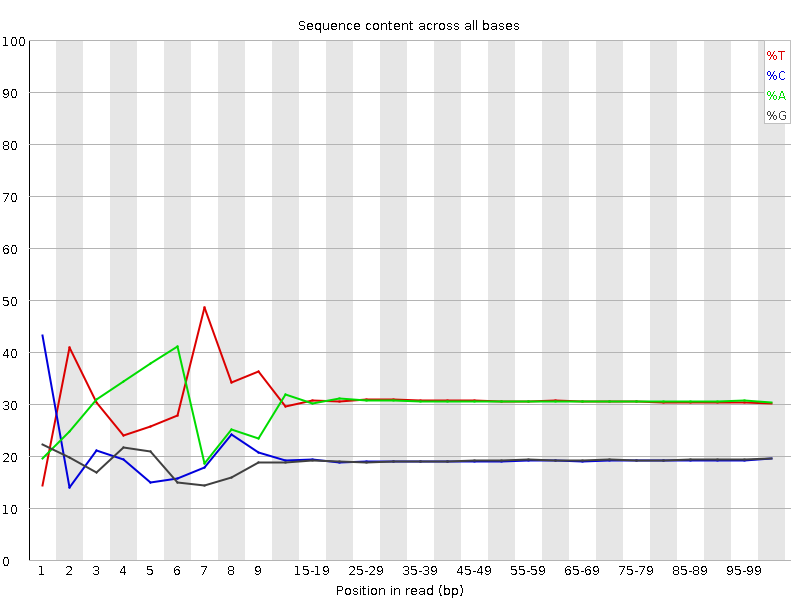 Sequence content across all bases
100
90
80
70
60
50
40
30
20
10
0
%T
%C
%A
%G
1 2 3 4 5 6 7 8 9 15-19 25-29 35-39 45-49 55-59 65-69 75-79 85-89 95-99
Position in read (bp)